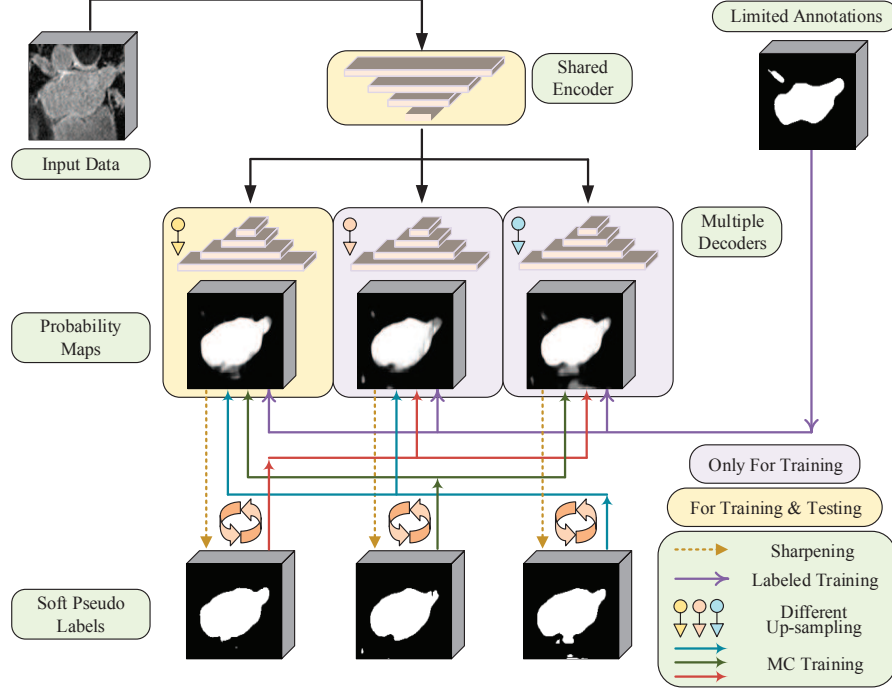 Limited Annotations
Shared
Encoder
Input Data
Multiple
Decoders
Probability
Maps
Only For Training
For Training & Testing
Sharpening
Labeled Training
Different
Up-sampling
MC Training
Soft Pseudo
Labels